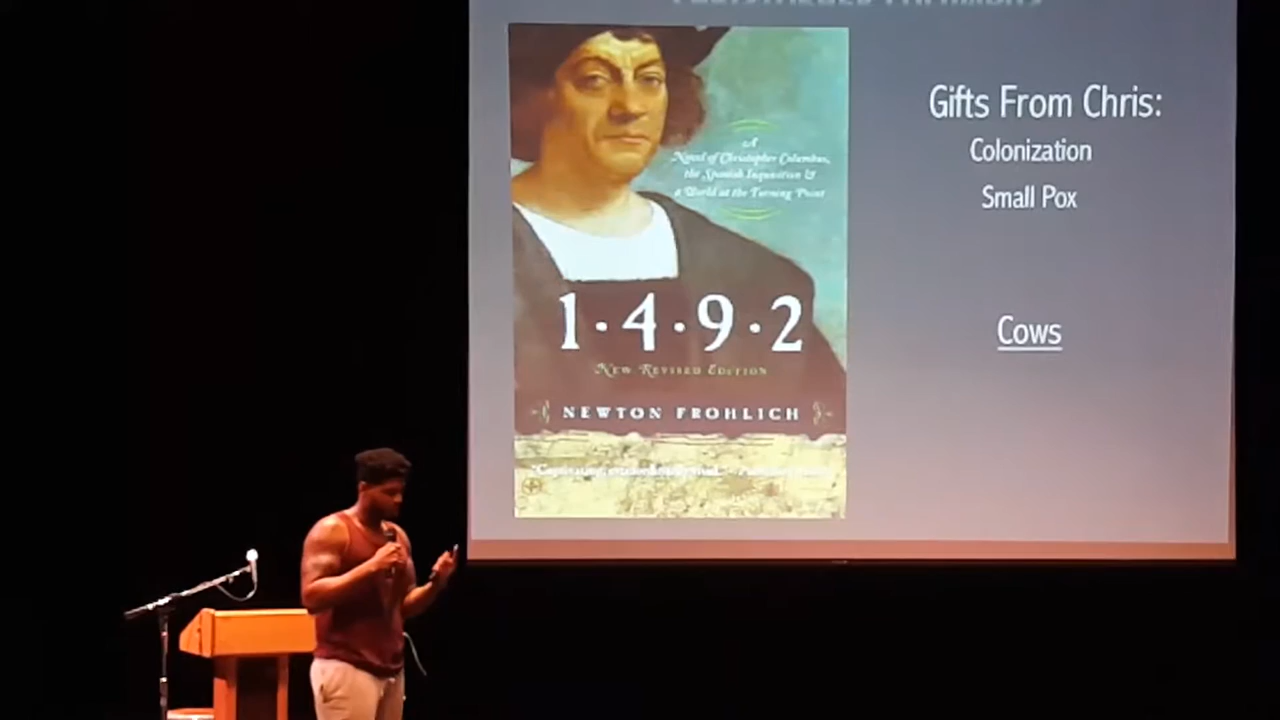 A
Novel of Christopher Columbus,
the Spanish Inquisition &
a World at the Turning Point
1·4·9·2
NEW REVISED EDITION
NEWTON FROHLICH
Gifts From Chris:
Colonization
Small Pox
Cows